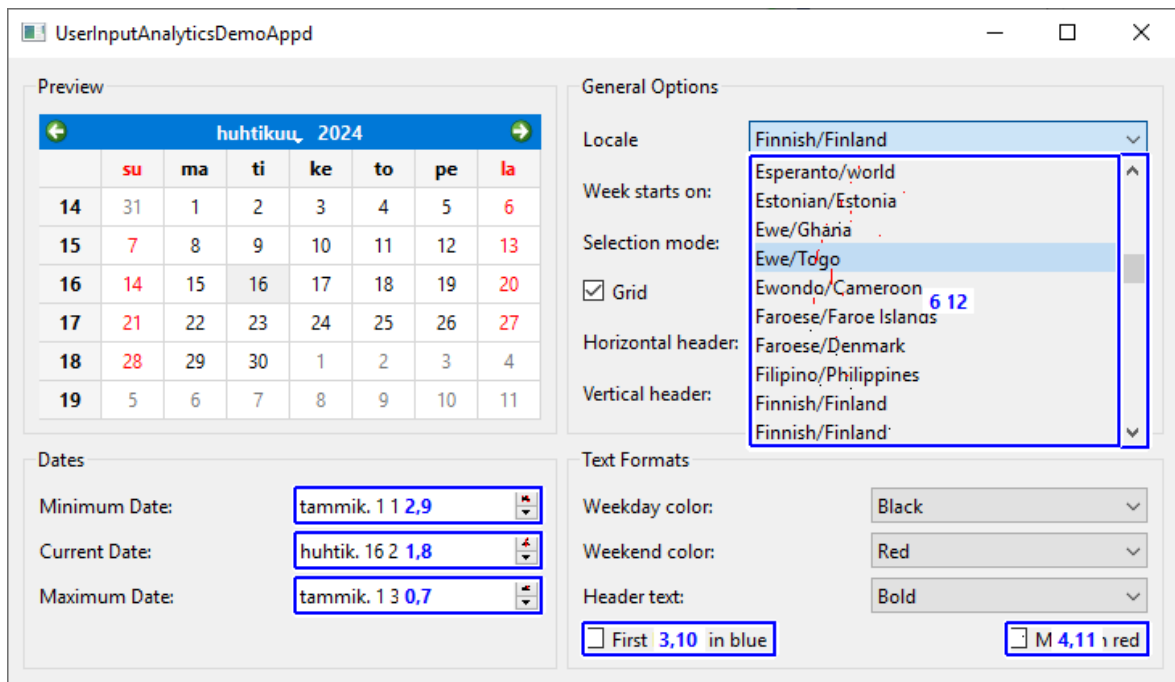 UserInputAnalyticsDemoAppd
Preview
huhtikuu, 2024
su ma ti ke to pe la
14 31 1 2 3 4 5 6
15 7 8 9 10 11 12 13
16 14 15 16 17 18 19 20
17 21 22 23 24 25 26 27
18 28 29 30 1 2 3 4
19 5 6 7 8 9 10 11
General Options
Locale Finnish/Finland
Esperanto/world
Week starts on:
Estonian/Estonia
Ewe/Ghana
Selection mode:
Ewe/Togo
Grid
Ewondo/Cameroon
6 12
Faroese/Faroe Islands
Horizontal header:
Faroese/Denmark
Filipino/Philippines
Vertical header:
Finnish/Finland
Finnish/Finland
Dates
Minimum Date: tammik. 1 1 2,9
Current Date: huhtik. 16 2 1,8
Maximum Date: tammik. 1 3 0,7
Text Formats
Weekday color: Black
Weekend color: Red
Header text: Bold
First 3,10 in blue M 4,11 red